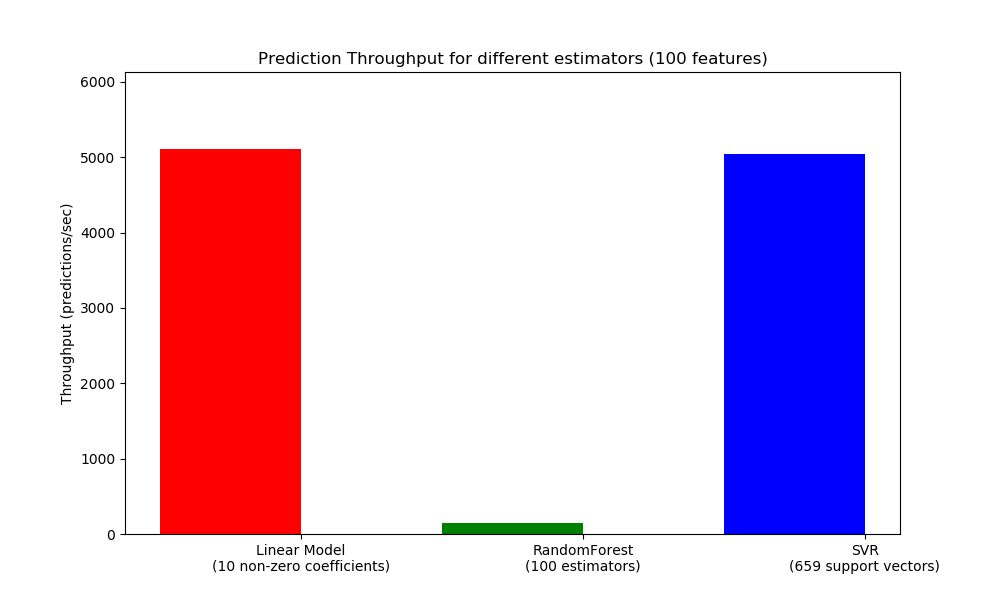 Prediction Throughput for different estimators (100 features)
Throughput (predictions/sec)
6000
5000
4000
3000
2000
1000
0
Linear Model
(10 non-zero coefficients)
RandomForest
(100 estimators)
SVR
(659 support vectors)